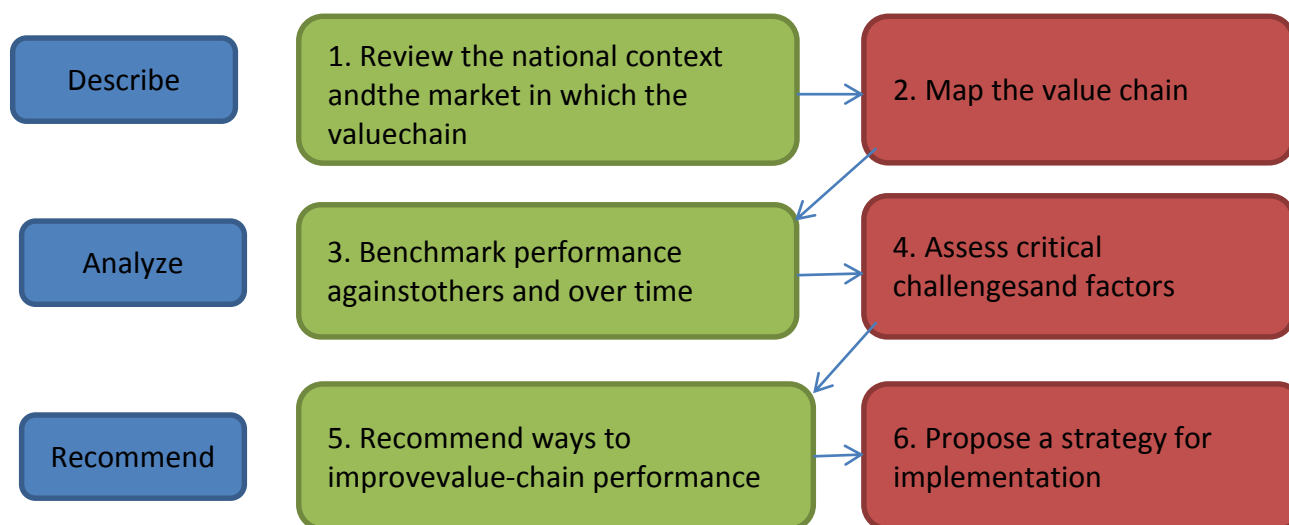 Describe
1. Review the national context
andthe market in which the
valuechain
2. Map the value chain
Analyze
3. Benchmark performance
againstothers and over time
4. Assess critical
challengesand factors
Recommend
5. Recommend ways to
improvevalue-chain performance
6. Propose a strategy for
implementation